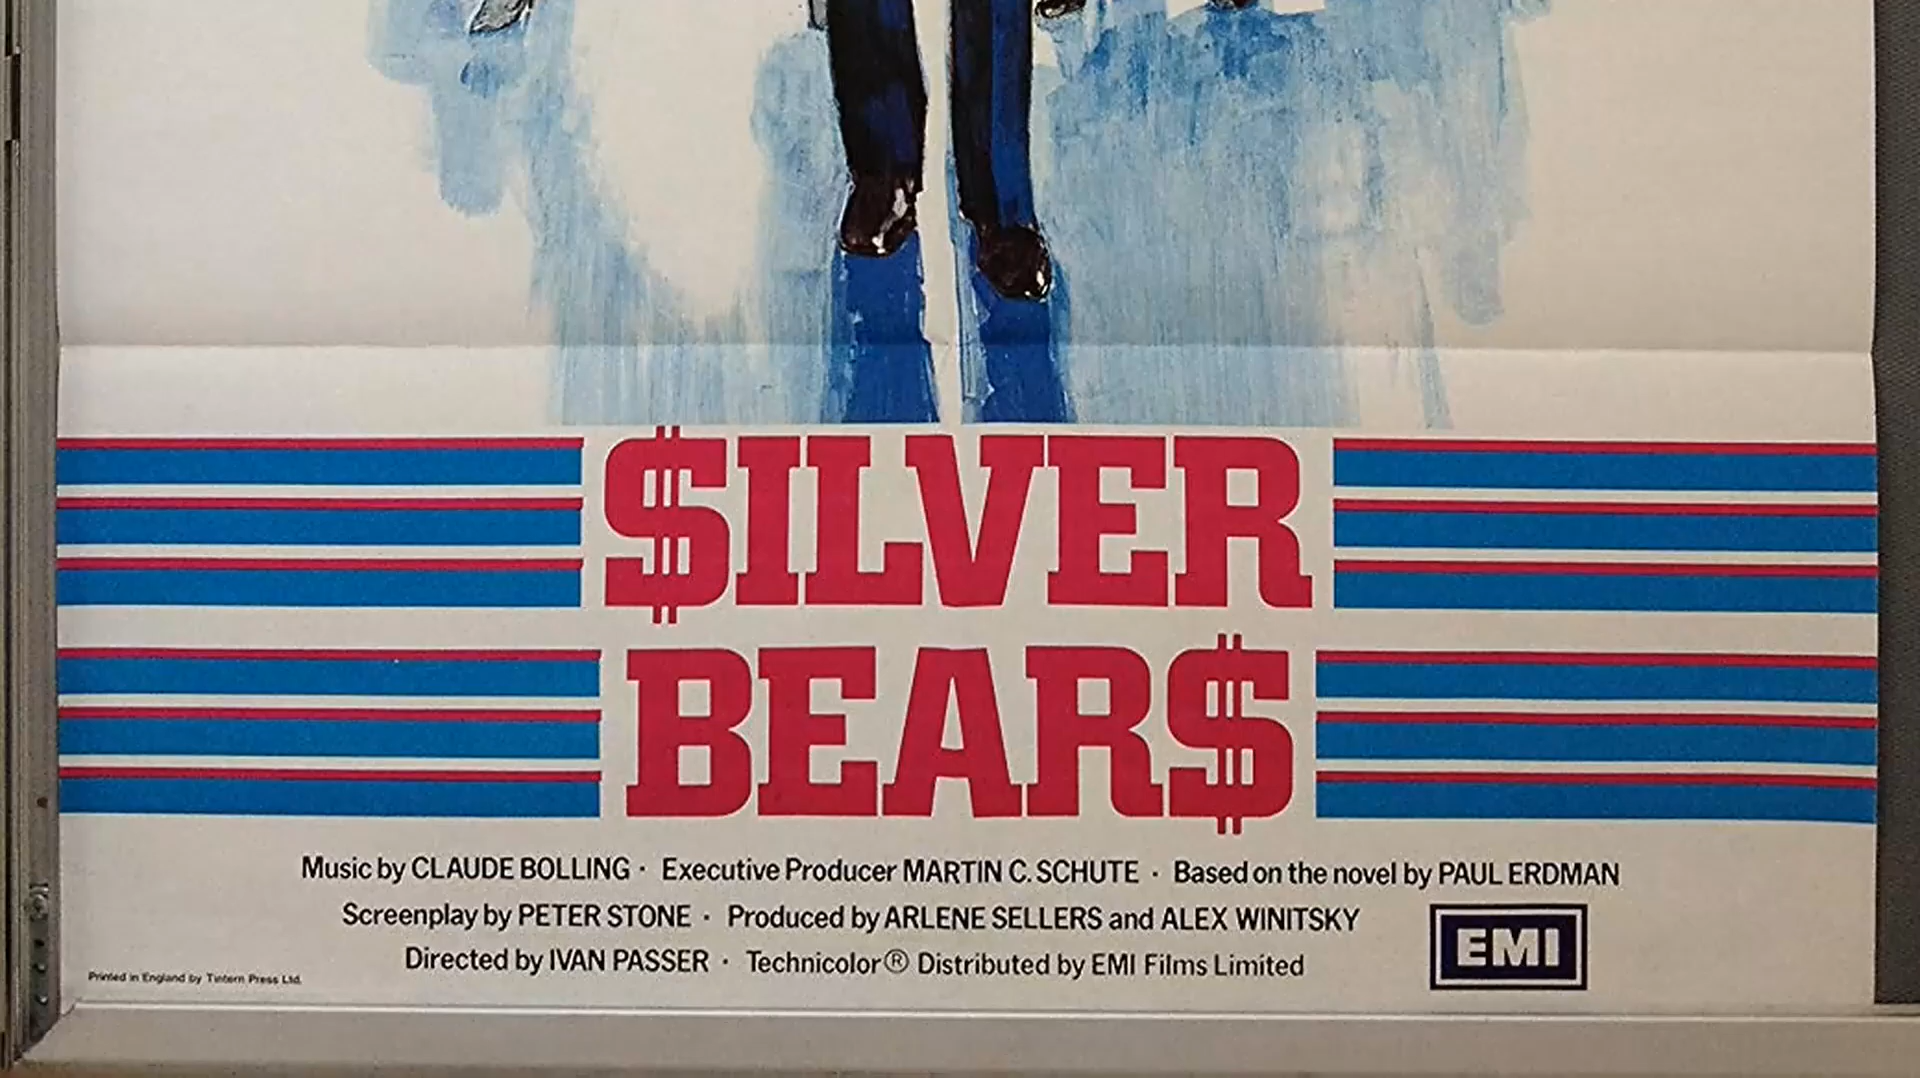 $ILVER
BEAR$
Music by CLAUDE BOLLING · Executive Producer MARTIN C. SCHUTE · Based on the novel by PAUL ERDMAN
Screenplay by PETER STONE · Produced by ARLENE SELLERS and ALEX WINITSKY
Directed by IVAN PASSER · Technicolor® Distributed by EMI Films Limited
EMI
Printed in England by Tintern Press Ltd.